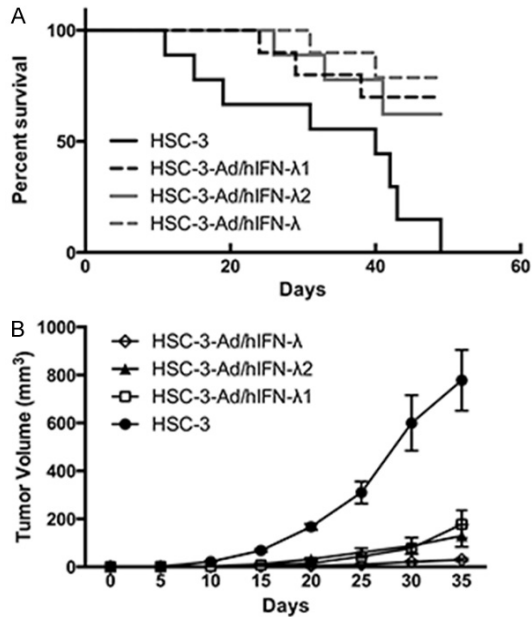 A
Percent survival
100
50
0
HSC-3
HSC-3-Ad/hIFN-λ1
HSC-3-Ad/hIFN-λ2
HSC-3-Ad/hIFN-λ
0 20 40 60
Days
B
Tumor Volume (mm³)
1000
800
600
400
200
0
HSC-3-Ad/hIFN-λ
HSC-3-Ad/hIFN-λ2
HSC-3-Ad/hIFN-λ1
HSC-3
0 5 10 15 20 25 30 35
Days